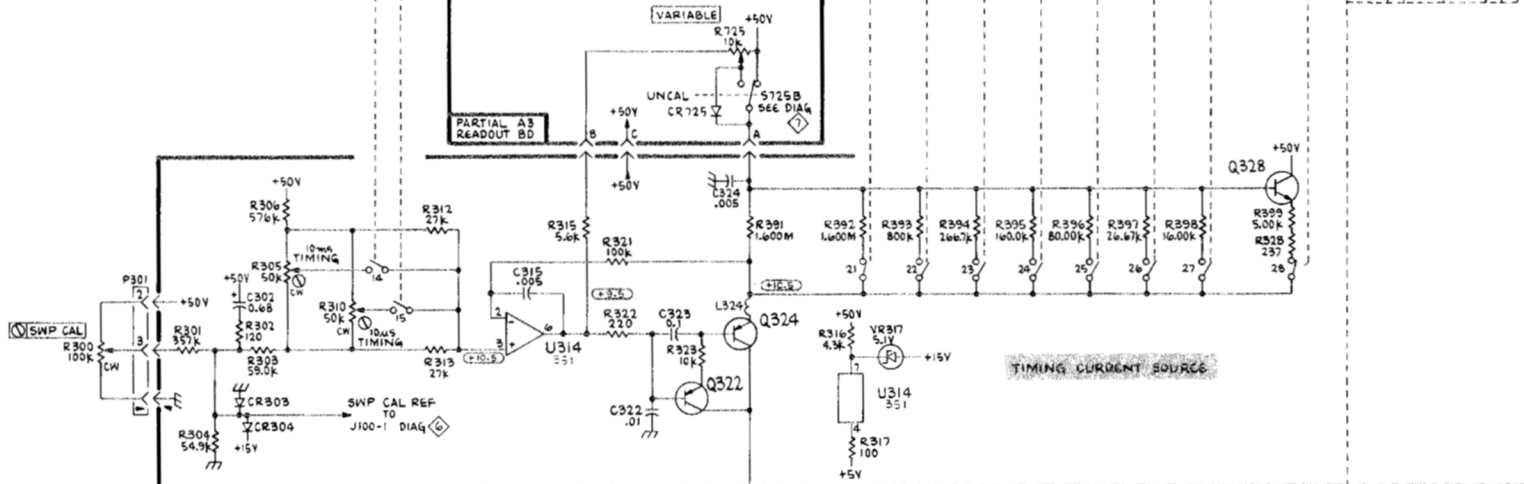 VARIABLE
+50V
R725
10k
UNCAL
CR725
S725B
SEE DIAG
7
PARTIAL A3
READOUT BD
B
C
A
+50V
+50V
C324
.005
Q328
+50V
+50V
R306
576k
R312
27k
10ms
TIMING
R305
50k
CW
14
+50V
C302
0.68
R302
120
R310
50k
CW
10µs
TIMING
15
P301
2
+50V
SWP CAL
R300
100k
CW
3
R301
357k
R303
59.0k
R313
27k
+10.5
CR303
CR304
+15V
R304
54.9k
SWP CAL REF
TO
J100-1 DIAG 6
R315
5.6k
R321
100k
C315
.005
2
3
6
U314
351
+9.5
R322
220
C323
0.1
R323
10k
Q322
C322
.01
L324
Q324
+10.5
R391
1.600M
R392
1.600M
R393
800k
R394
266.7k
R395
160.0k
R396
80.00k
R397
26.67k
R398
16.00k
R399
5.00k
R328
237
21
22
23
24
25
26
27
28
+50V
R316
4.3k
VR317
5.1V
+15V
7
U314
351
4
R317
100
+5V
TIMING CURRENT SOURCE